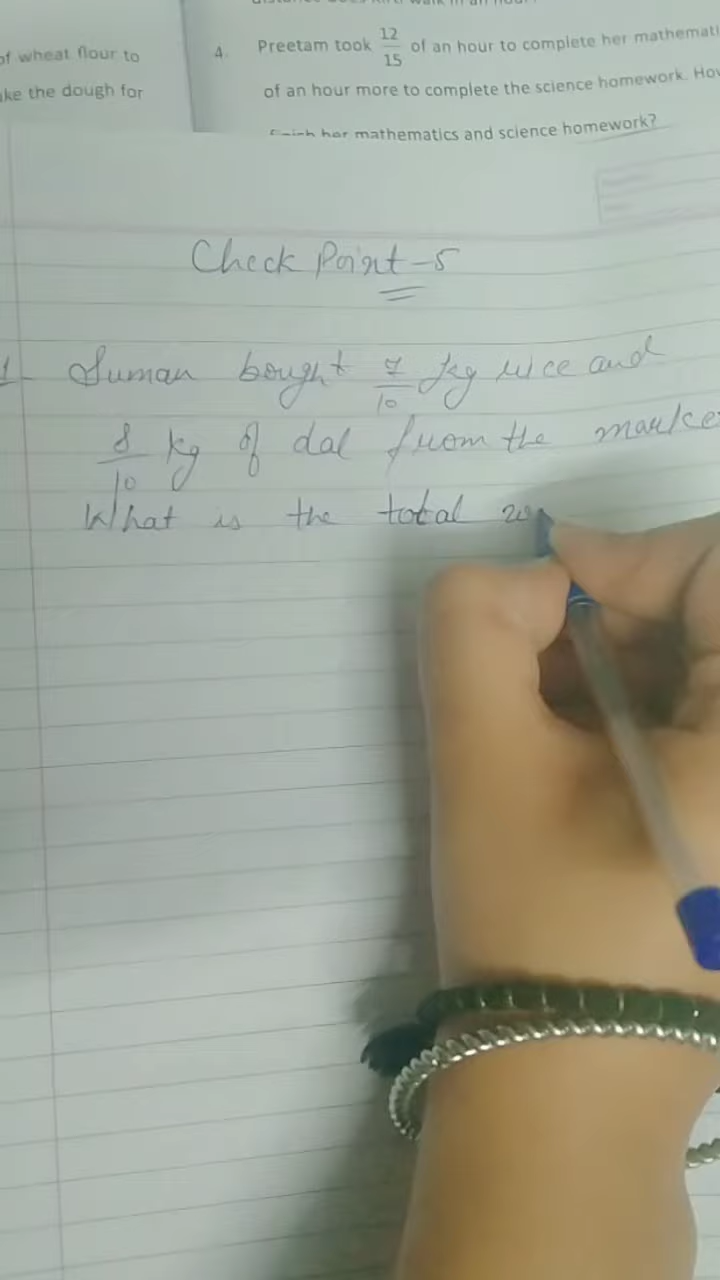 of wheat flour to
ke the dough for
4. Preetam took 12/15 of an hour to complete her mathemati
of an hour more to complete the science homework. Ho
her mathematics and science homework?
Check Point-5
1 Suman bought 7/10 kg rice and
8/10 kg of dal from the marke
What is the total w